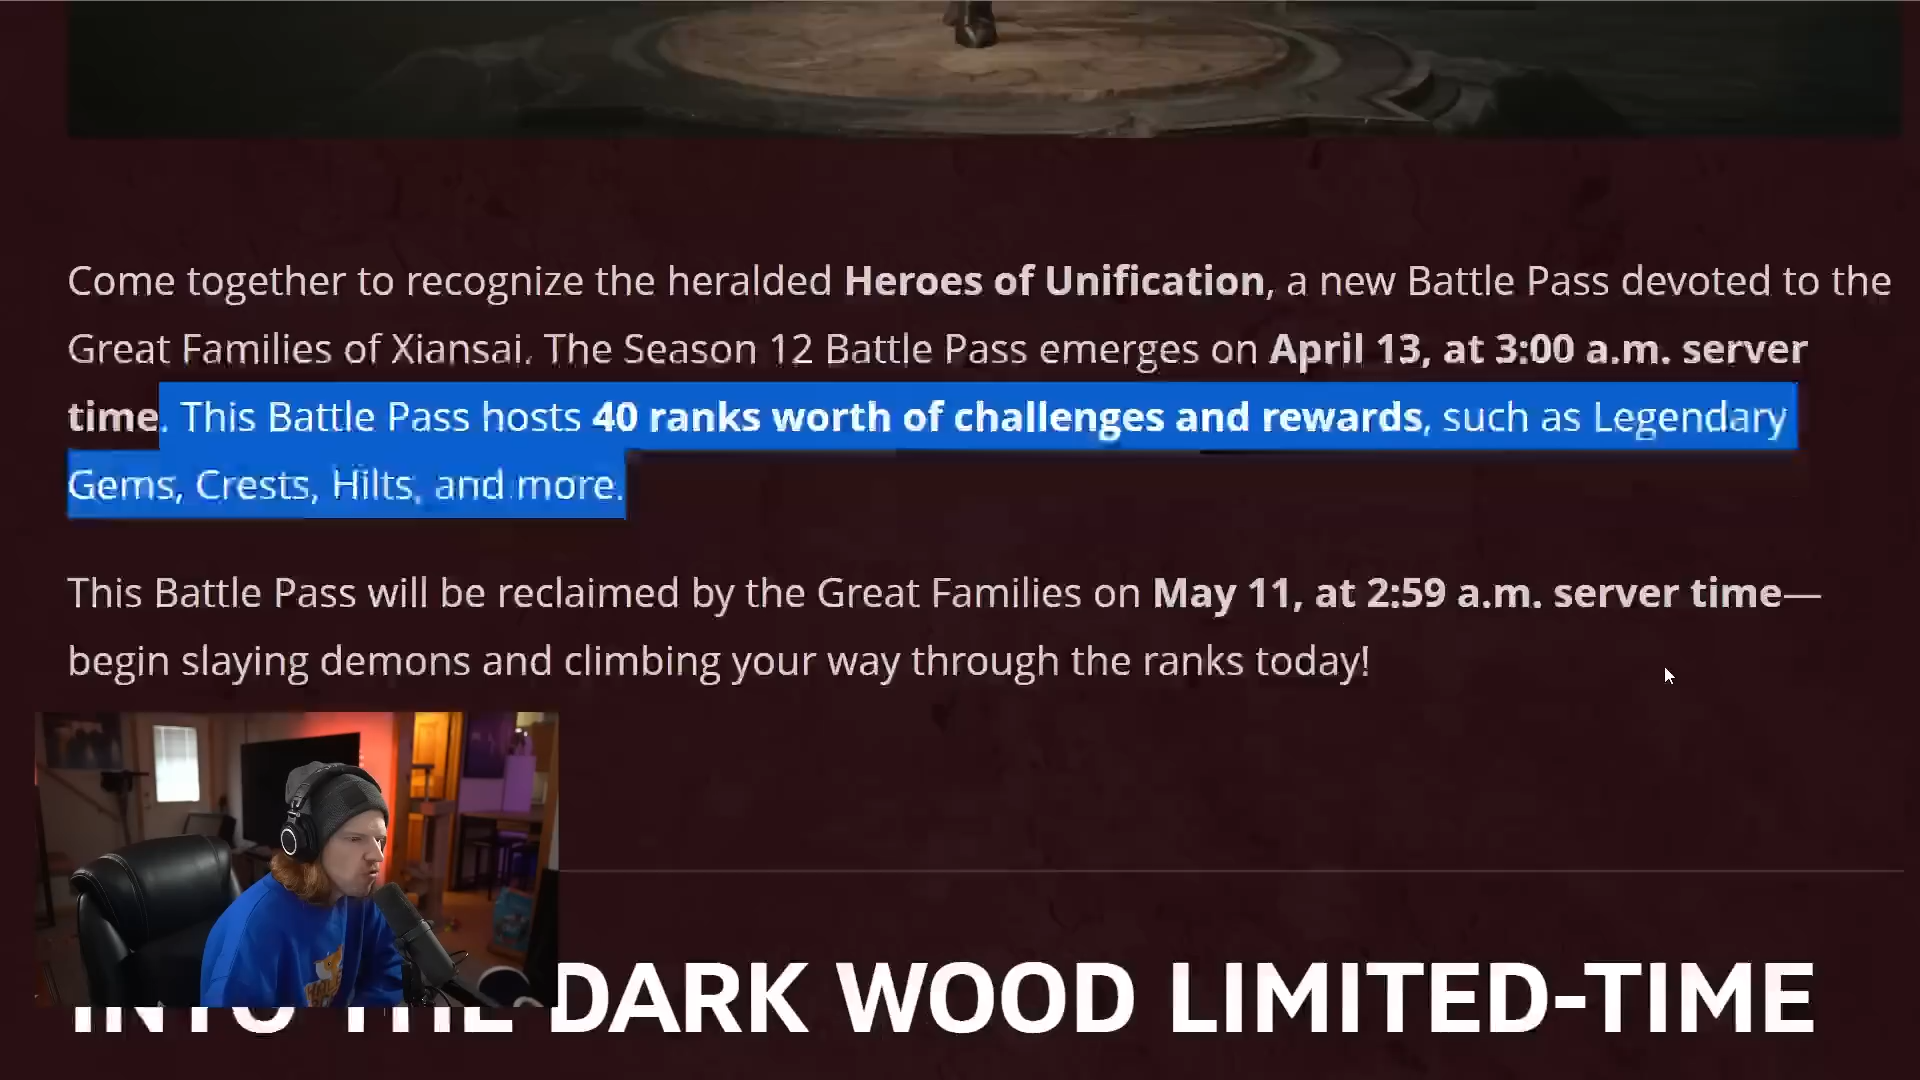 Come together to recognize the heralded Heroes of Unification, a new Battle Pass devoted to the
Great Families of Xiansai. The Season 12 Battle Pass emerges on April 13, at 3:00 a.m. server
time. This Battle Pass hosts 40 ranks worth of challenges and rewards, such as Legendary
Gems, Crests, Hilts, and more.
This Battle Pass will be reclaimed by the Great Families on May 11, at 2:59 a.m. server time—
begin slaying demons and climbing your way through the ranks today!
INTO THE DARK WOOD LIMITED-TIME